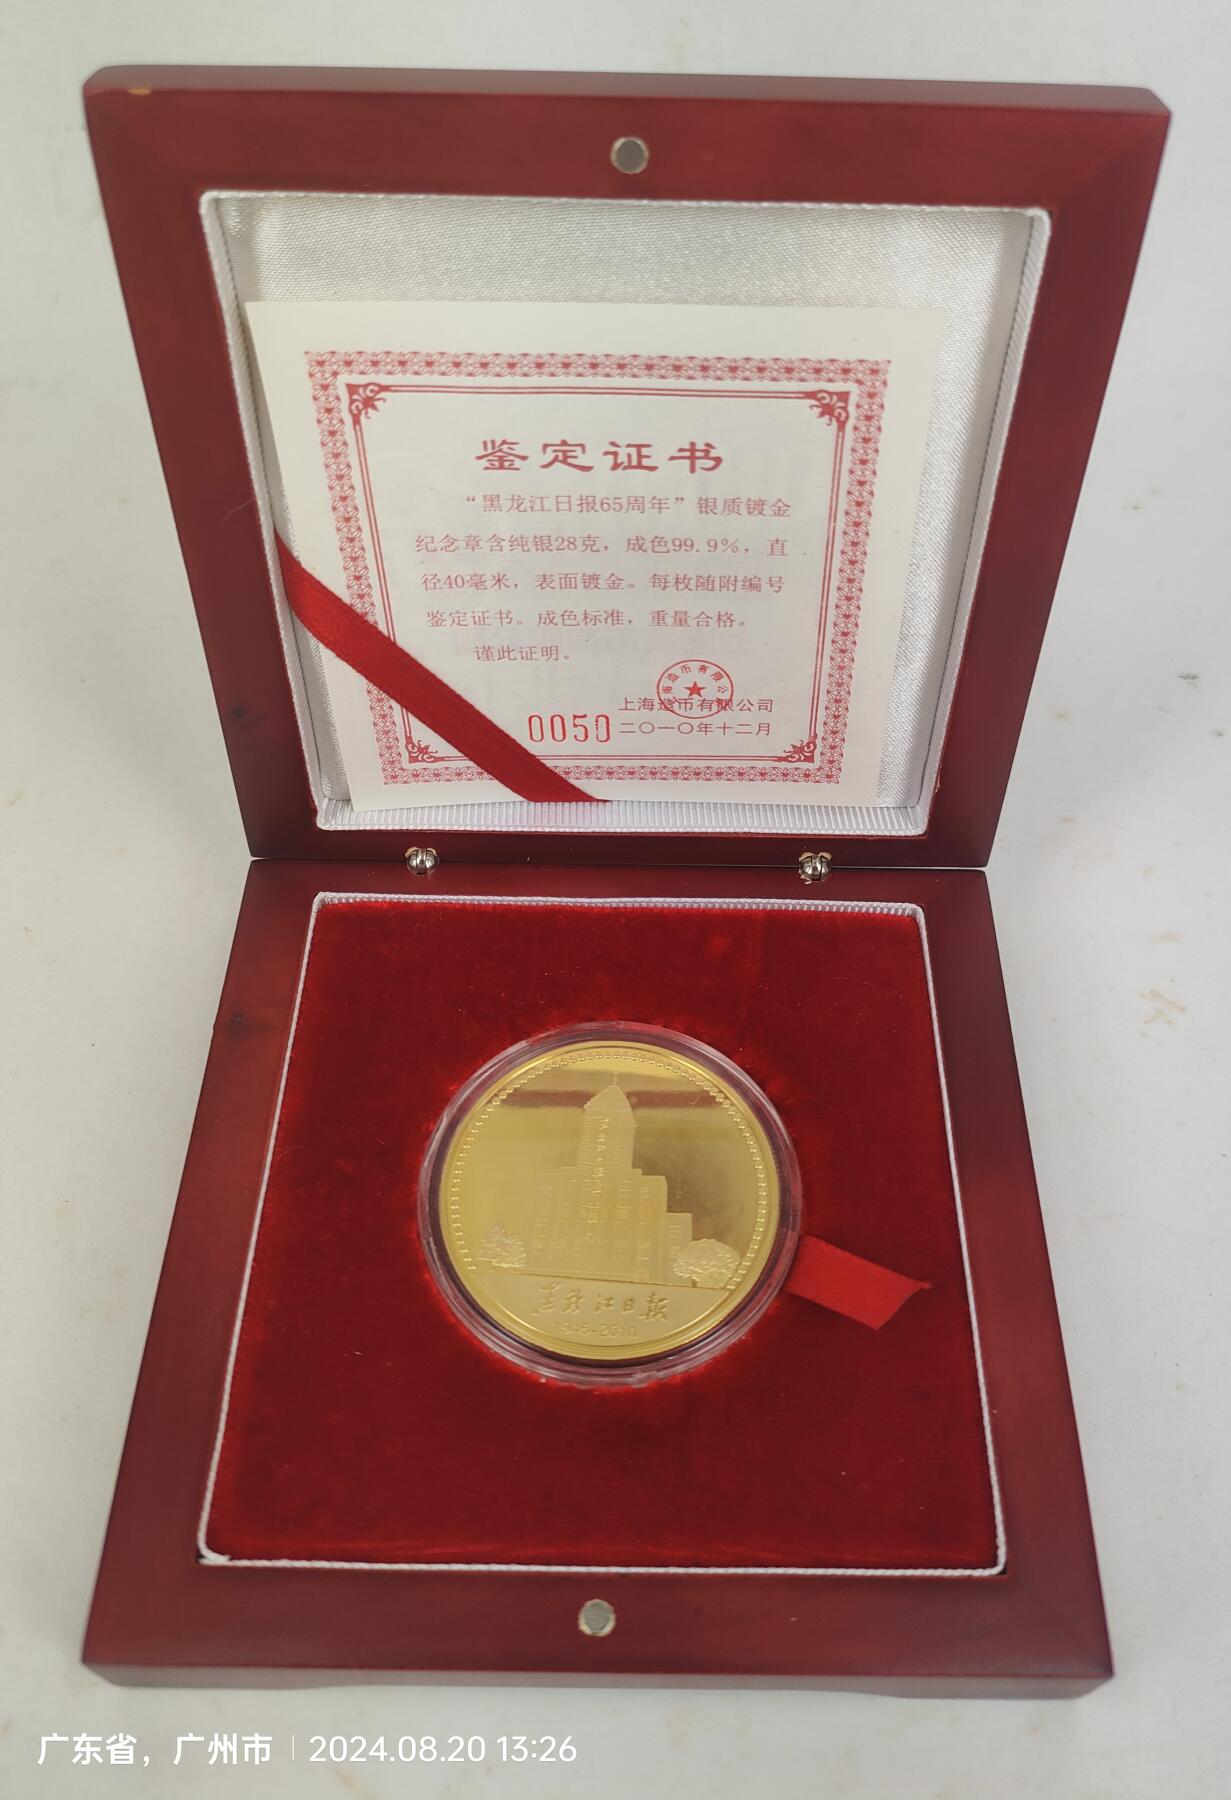 鉴定证书
“黑龙江日报65周年”银质镀金
纪念章含纯银28克，成色99.9%，直
径40毫米，表面镀金。每枚随附编号
鉴定证书。成色标准，重量合格。
谨此证明。
上海造币有限公司
0050 二〇一〇年十二月
黑龙江日报
1945-2010
广东省，广州市 | 2024.08.20 13:26